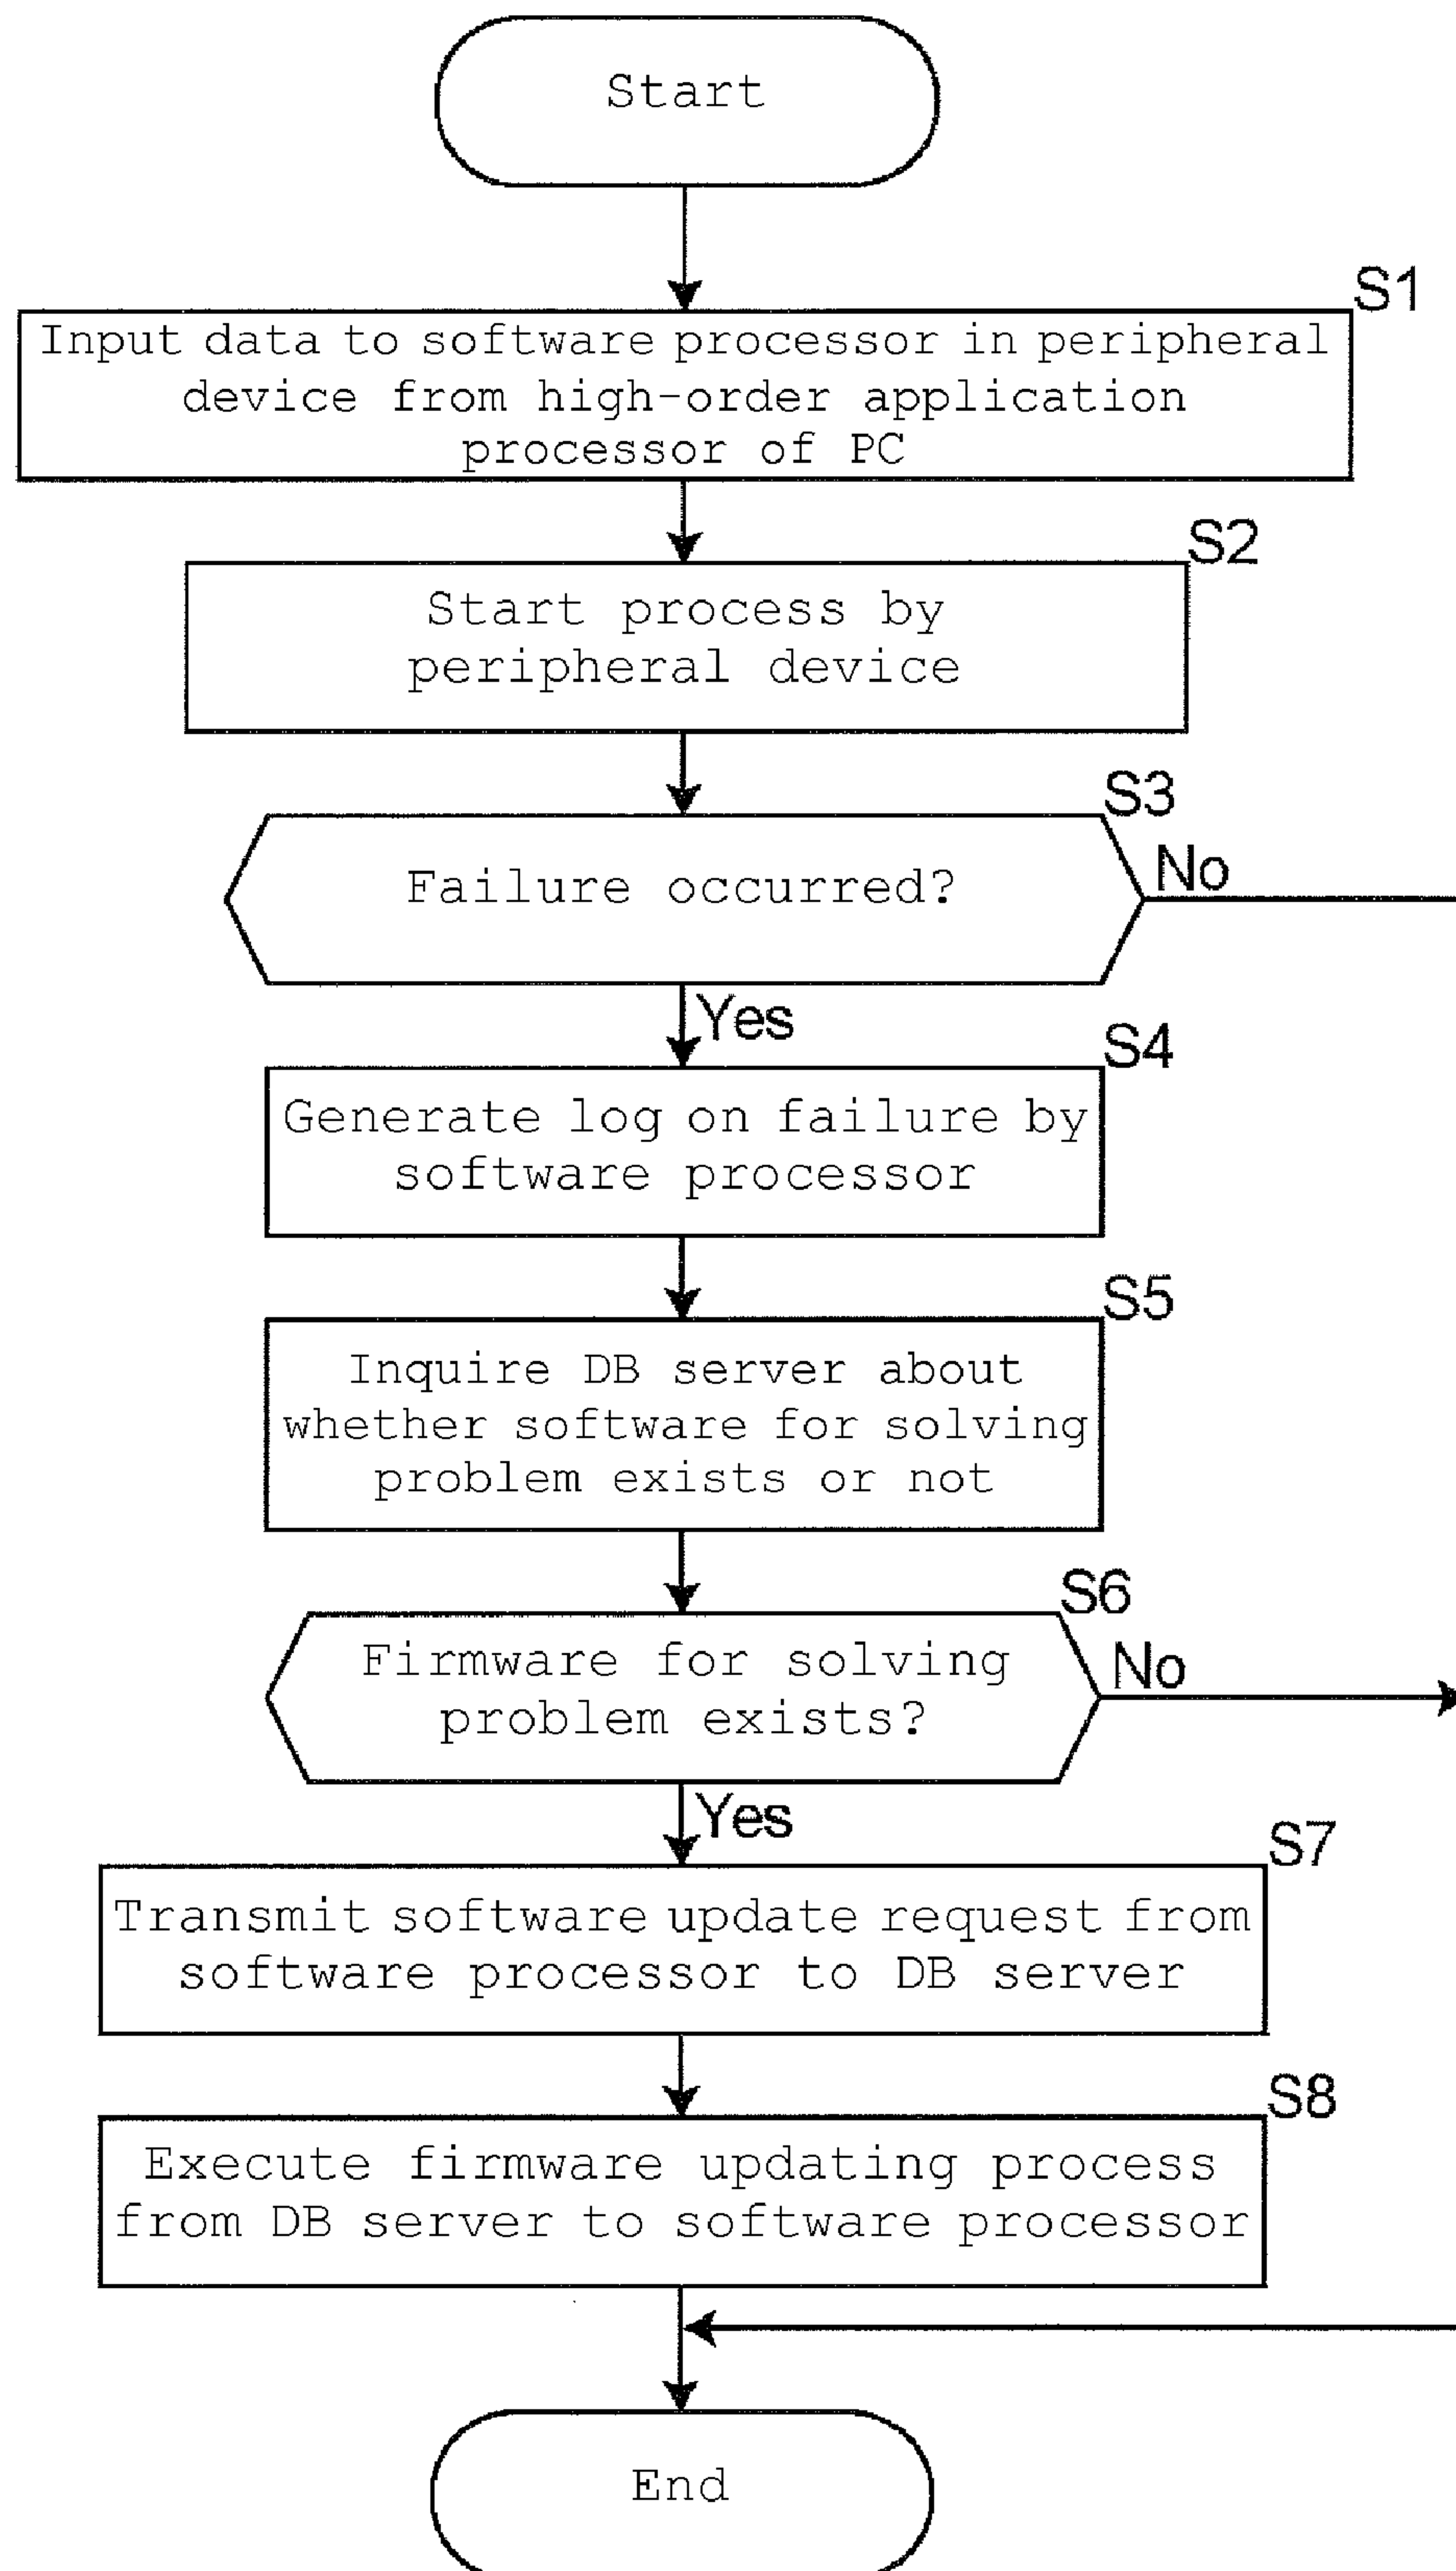 Start
S1
Input data to software processor in peripheral
device from high-order application
processor of PC
S2
Start process by
peripheral device
S3
Failure occurred?
No
Yes
S4
Generate log on failure by
software processor
S5
Inquire DB server about
whether software for solving
problem exists or not
S6
Firmware for solving
problem exists?
No
Yes
S7
Transmit software update request from
software processor to DB server
S8
Execute firmware updating process
from DB server to software processor
End